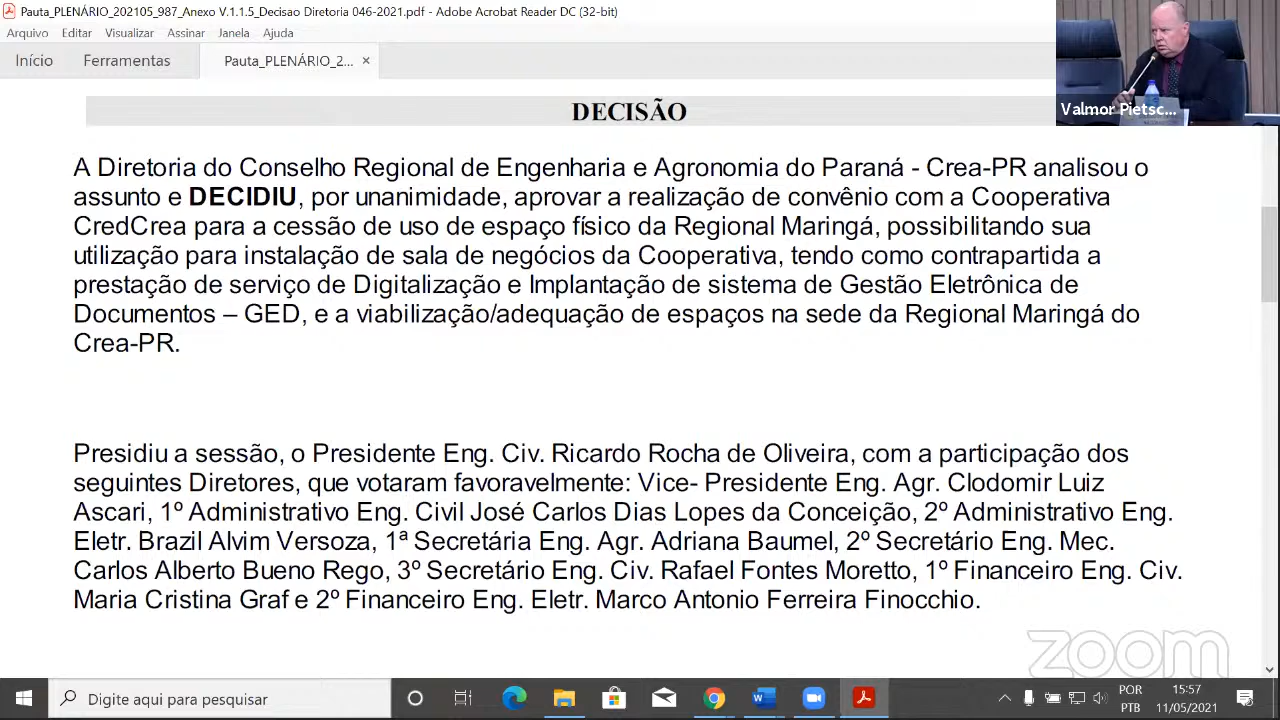 Pauta_PLENÁRIO_202105_987_Anexo V.1.1.5_Decisao Diretoria 046-2021.pdf - Adobe Acrobat Reader DC (32-bit)
Arquivo Editar Visualizar Assinar Janela Ajuda
Início Ferramentas Pauta_PLENÁRIO_2... ×
Valmor Pietsc...
DECISÃO
A Diretoria do Conselho Regional de Engenharia e Agronomia do Paraná - Crea-PR analisou o
assunto e DECIDIU, por unanimidade, aprovar a realização de convênio com a Cooperativa
CredCrea para a cessão de uso de espaço físico da Regional Maringá, possibilitando sua
utilização para instalação de sala de negócios da Cooperativa, tendo como contrapartida a
prestação de serviço de Digitalização e Implantação de sistema de Gestão Eletrônica de
Documentos – GED, e a viabilização/adequação de espaços na sede da Regional Maringá do
Crea-PR.
Presidiu a sessão, o Presidente Eng. Civ. Ricardo Rocha de Oliveira, com a participação dos
seguintes Diretores, que votaram favoravelmente: Vice- Presidente Eng. Agr. Clodomir Luiz
Ascari, 1º Administrativo Eng. Civil José Carlos Dias Lopes da Conceição, 2º Administrativo Eng.
Eletr. Brazil Alvim Versoza, 1ª Secretária Eng. Agr. Adriana Baumel, 2º Secretário Eng. Mec.
Carlos Alberto Bueno Rego, 3º Secretário Eng. Civ. Rafael Fontes Moretto, 1º Financeiro Eng. Civ.
Maria Cristina Graf e 2º Financeiro Eng. Eletr. Marco Antonio Ferreira Finocchio.
zoom
Digite aqui para pesquisar
POR
PTB
15:57
11/05/2021